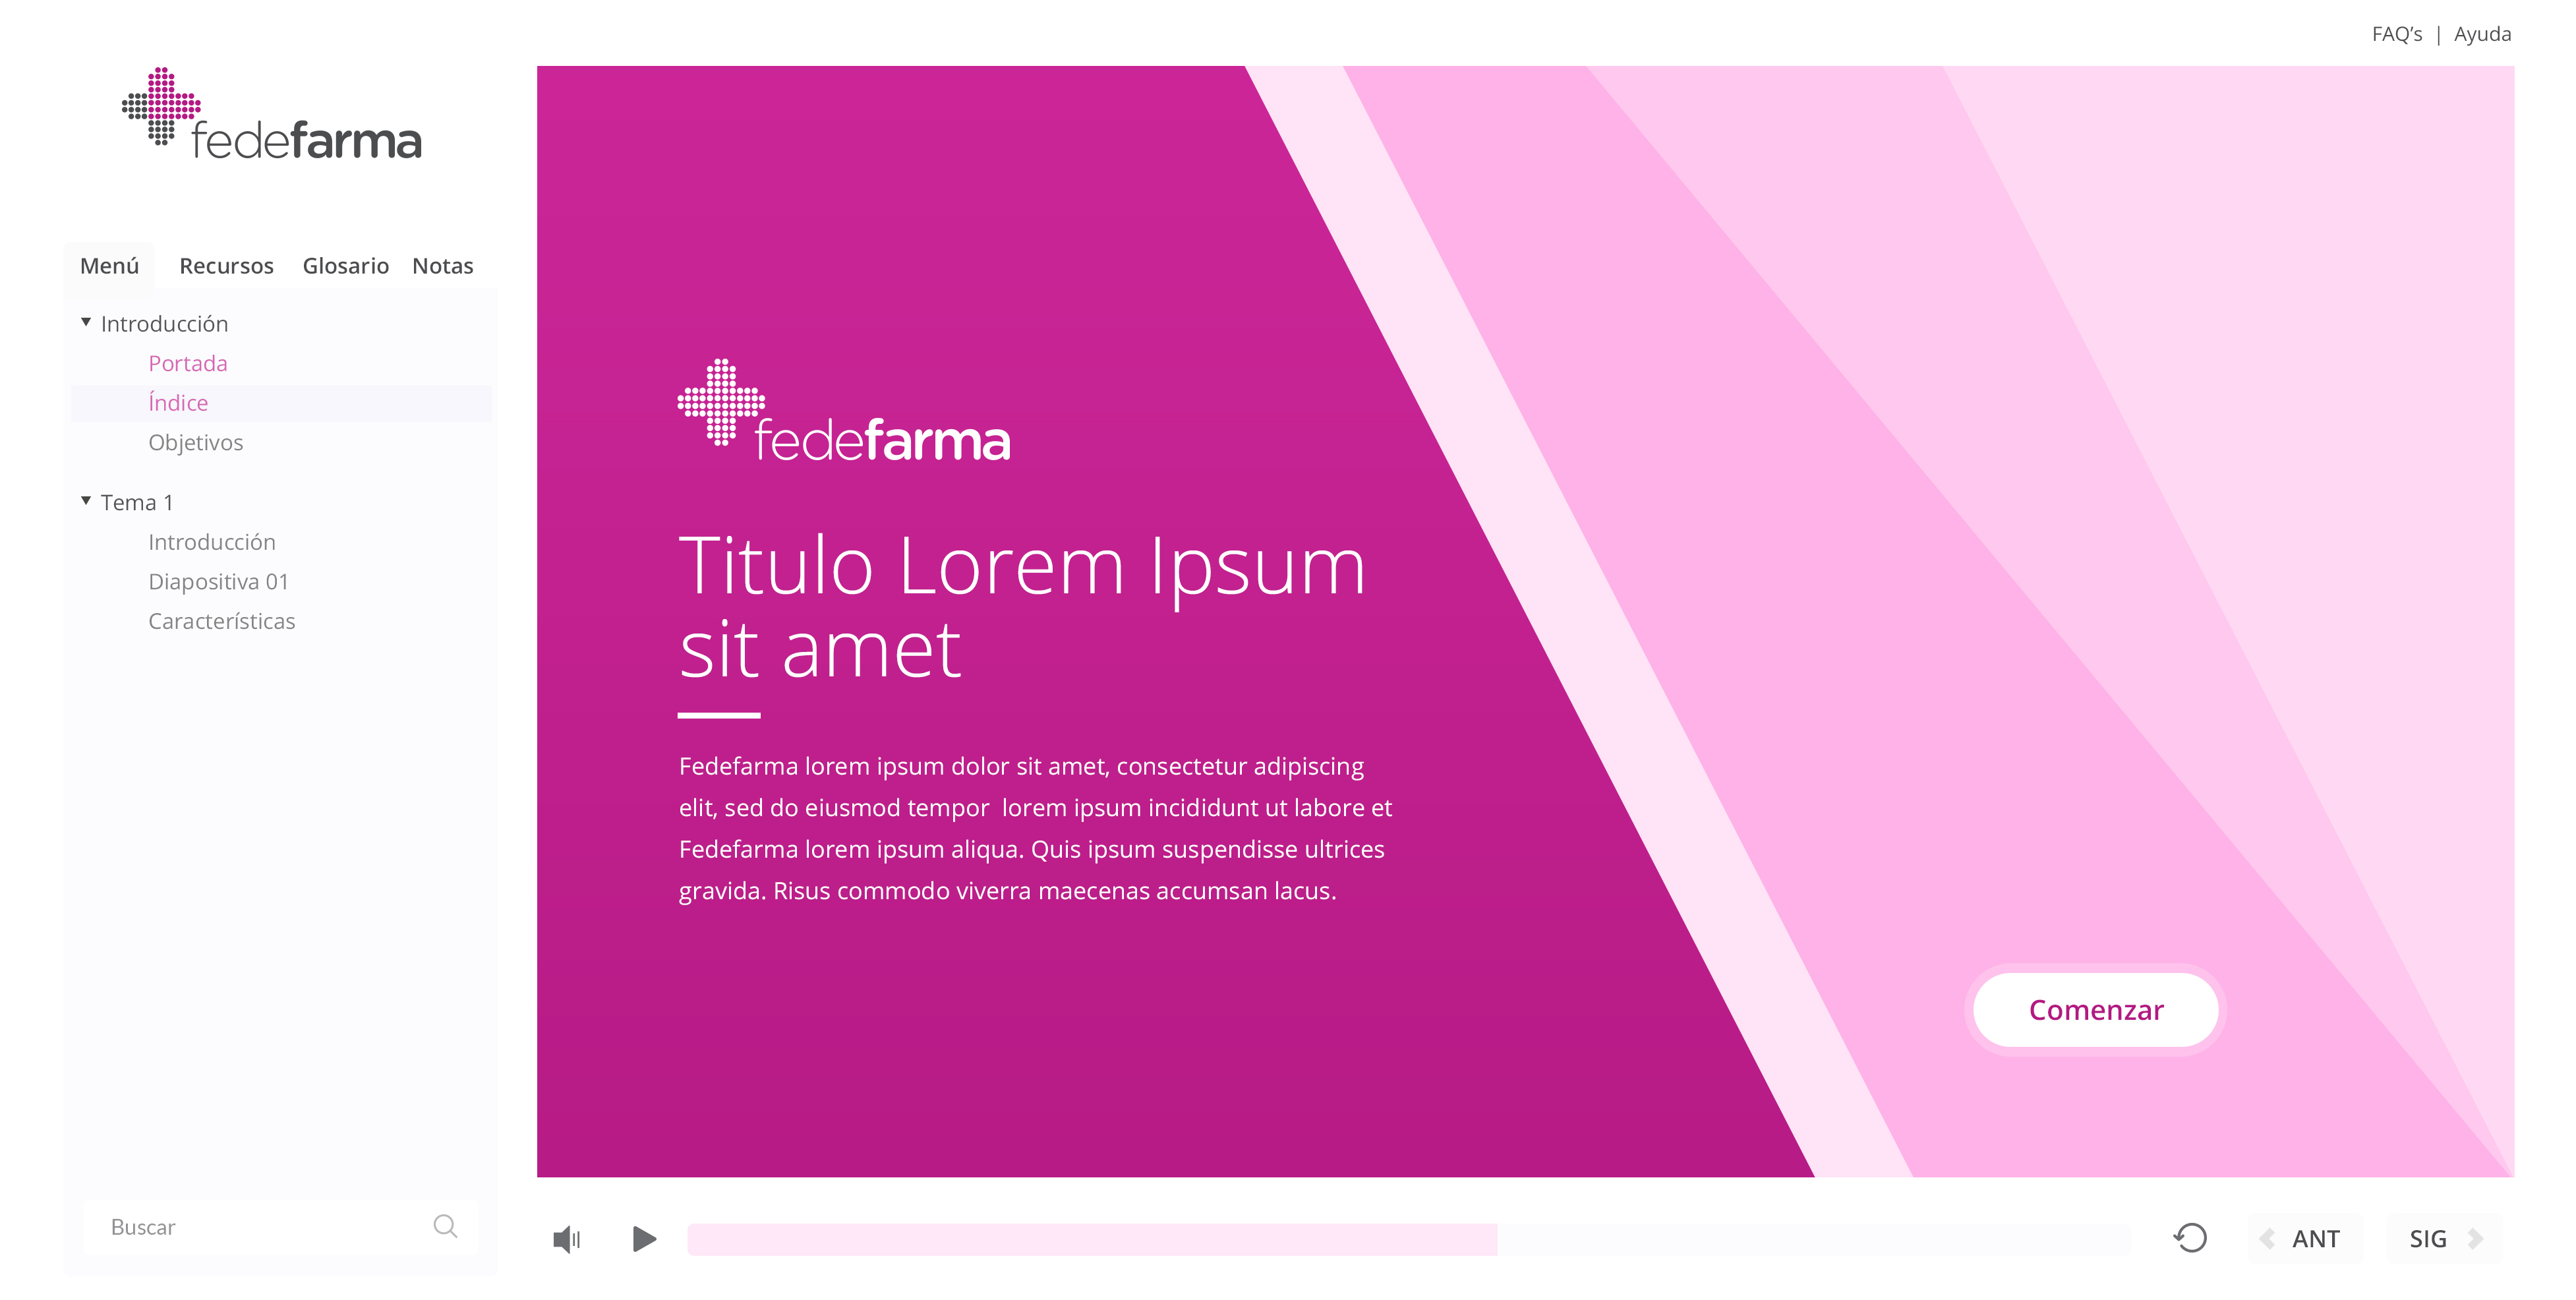 FAQ’s | Ayuda
fedefarma
Menú Recursos Glosario Notas
Introducción
Portada
Índice
Objetivos
Tema 1
Introducción
Diapositiva 01
Características
Buscar
fedefarma
Titulo Lorem Ipsum
sit amet
Fedefarma lorem ipsum dolor sit amet, consectetur adipiscing
elit, sed do eiusmod tempor  lorem ipsum incididunt ut labore et
Fedefarma lorem ipsum aliqua. Quis ipsum suspendisse ultrices
gravida. Risus commodo viverra maecenas accumsan lacus.
Comenzar
ANT SIG